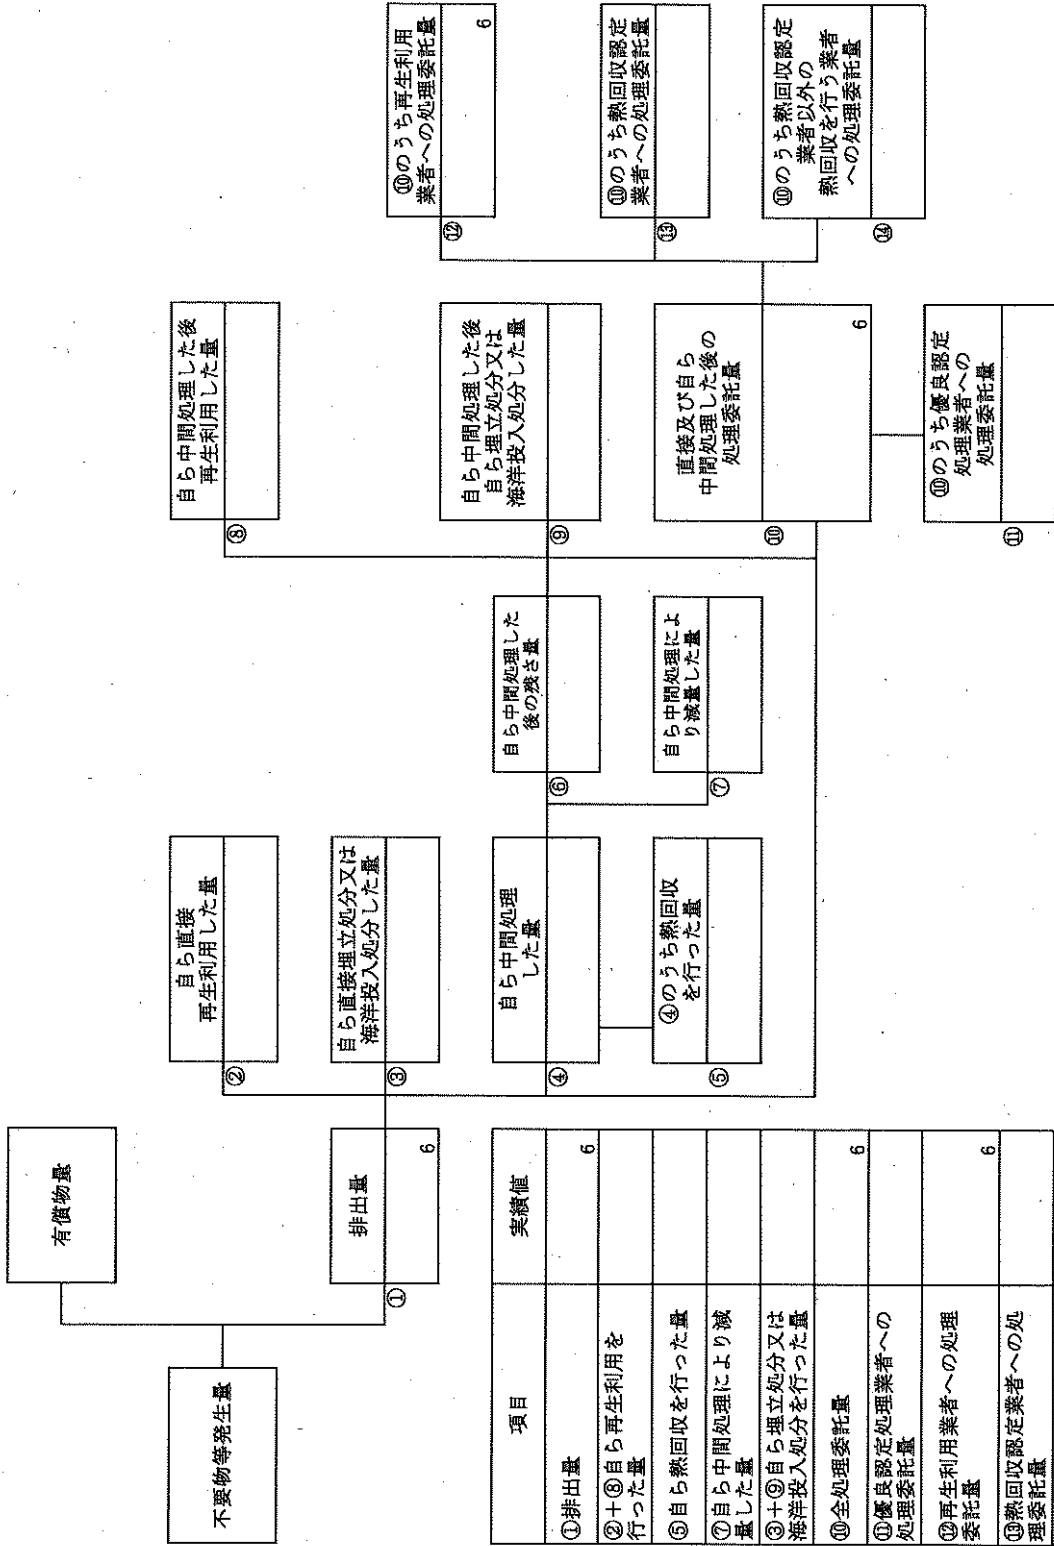 不要物等発生量
有償物量
排出量
①
6
自ら直接
再生利用した量
②
自ら直接埋立処分又は
海洋投入処分した量
③
自ら中間処理
した量
④
④のうち熱回収
を行った量
⑤
自ら中間処理した
後の残さ量
⑥
自ら中間処理によ
り減量した量
⑦
自ら中間処理した後
再生利用した量
⑧
自ら中間処理した後
自ら埋立処分又は
海洋投入処分した量
⑨
直接及び自ら
中間処理した後の
処理委託量
⑩
6
⑩のうち優良認定
処理業者への
処理委託量
⑪
⑩のうち再生利用
業者への処理委託量
⑫
6
⑩のうち熱回収認定
業者への処理委託量
⑬
⑩のうち熱回収認定
業者以外の
熱回収を行う業者
への処理委託量
⑭
項目 実績値
①排出量 6
②+⑧自ら再生利用を
行った量
⑤自ら熱回収を行った量
⑦自ら中間処理により減
量した量
③+⑨自ら埋立処分又は
海洋投入処分を行った量
⑩全処理委託量 6
⑪優良認定処理業者への
処理委託量
⑫再生利用業者への処理
委託量 6
⑬熱回収認定業者への処
理委託量